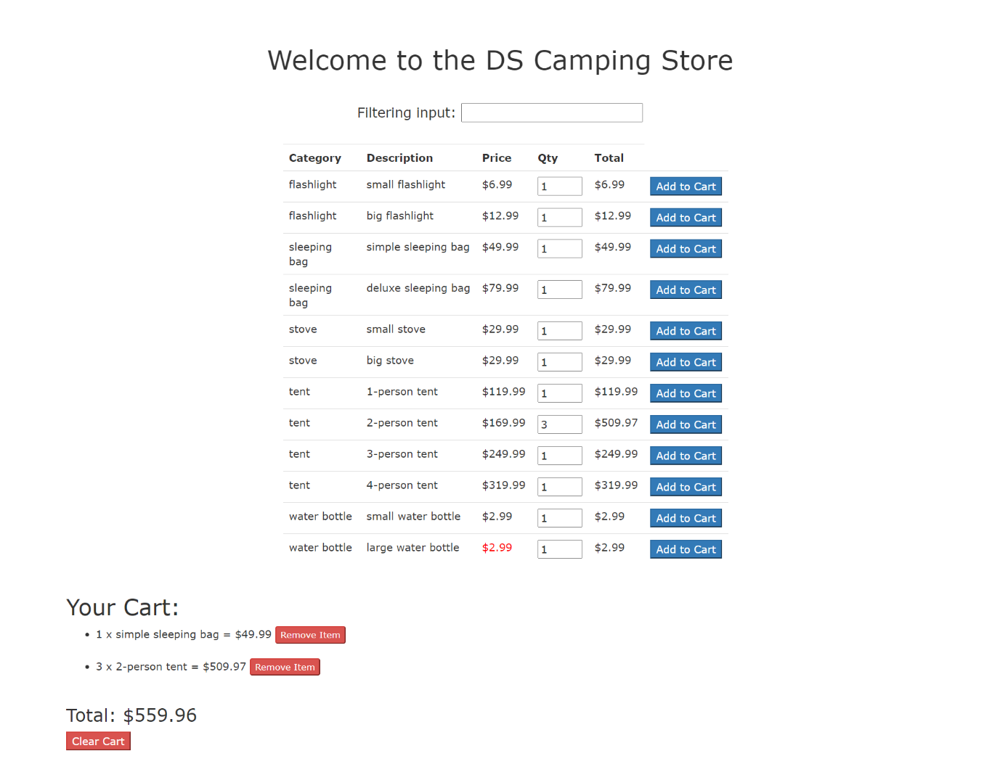 Welcome to the DS Camping Store
Filtering input:
Category Description Price Qty Total
flashlight small flashlight $6.99 1 $6.99 Add to Cart
flashlight big flashlight $12.99 1 $12.99 Add to Cart
sleeping bag simple sleeping bag $49.99 1 $49.99 Add to Cart
sleeping bag deluxe sleeping bag $79.99 1 $79.99 Add to Cart
stove small stove $29.99 1 $29.99 Add to Cart
stove big stove $29.99 1 $29.99 Add to Cart
tent 1-person tent $119.99 1 $119.99 Add to Cart
tent 2-person tent $169.99 3 $509.97 Add to Cart
tent 3-person tent $249.99 1 $249.99 Add to Cart
tent 4-person tent $319.99 1 $319.99 Add to Cart
water bottle small water bottle $2.99 1 $2.99 Add to Cart
water bottle large water bottle $2.99 1 $2.99 Add to Cart
Your Cart:
• 1 x simple sleeping bag = $49.99 Remove Item
• 3 x 2-person tent = $509.97 Remove Item
Total: $559.96
Clear Cart